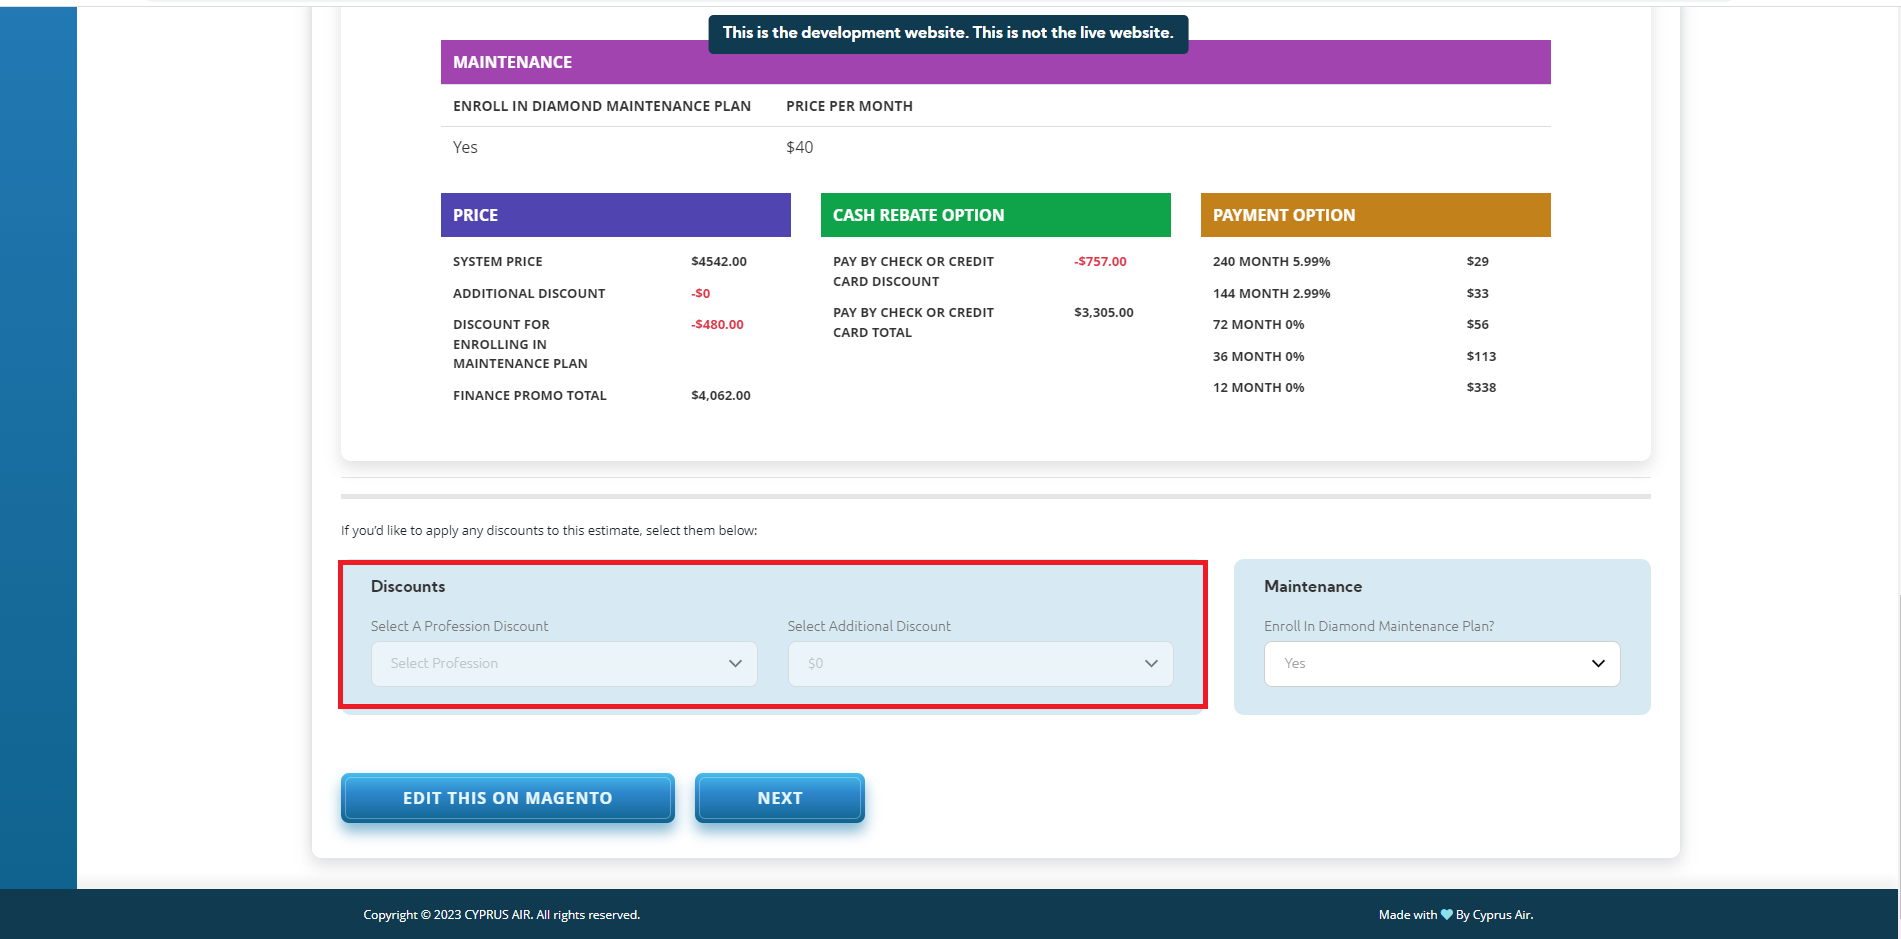 This is the development website. This is not the live website.
MAINTENANCE
ENROLL IN DIAMOND MAINTENANCE PLAN PRICE PER MONTH
Yes $40
PRICE
SYSTEM PRICE $4542.00
ADDITIONAL DISCOUNT -$0
DISCOUNT FOR -$480.00
ENROLLING IN
MAINTENANCE PLAN
FINANCE PROMO TOTAL $4,062.00
CASH REBATE OPTION
PAY BY CHECK OR CREDIT -$757.00
CARD DISCOUNT
PAY BY CHECK OR CREDIT $3,305.00
CARD TOTAL
PAYMENT OPTION
240 MONTH 5.99% $29
144 MONTH 2.99% $33
72 MONTH 0% $56
36 MONTH 0% $113
12 MONTH 0% $338
If you'd like to apply any discounts to this estimate, select them below:
Discounts
Select A Profession Discount
Select Profession
Select Additional Discount
$0
Maintenance
Enroll In Diamond Maintenance Plan?
Yes
EDIT THIS ON MAGENTO
NEXT
Copyright © 2023 CYPRUS AIR. All rights reserved.
Made with 💙 By Cyprus Air.